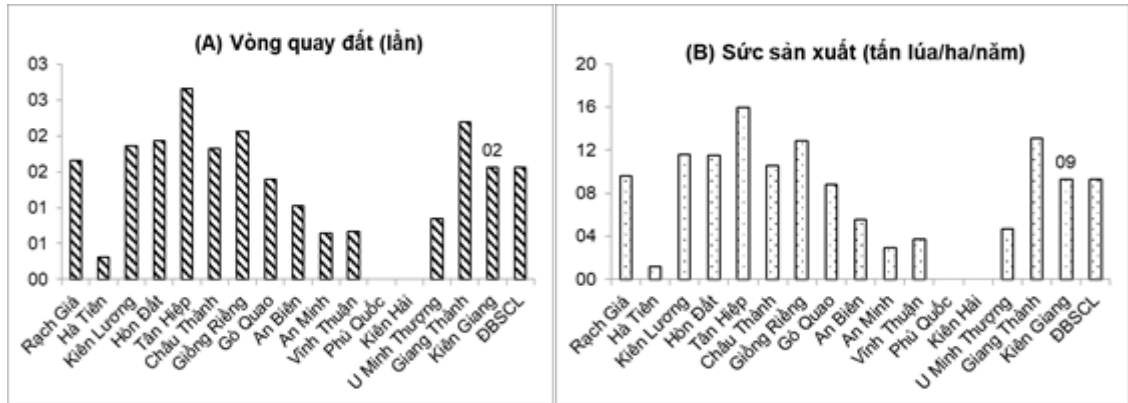 (A) Vòng quay đất (lần)
03
03
02
02
01
01
00
02
Rạch Giá
Hà Tiên
Kiên Lương
Hòn Đất
Tân Hiệp
Châu Thành
Giồng Riềng
Gò Quao
An Biên
An Minh
Vĩnh Thuận
Phú Quốc
Kiên Hải
U Minh Thượng
Giang Thành
Kiên Giang
DBSCL
(B) Sức sản xuất (tấn lúa/ha/năm)
20
16
12
08
04
00
09
Rạch Giá
Hà Tiên
Kiên Lương
Hòn Đất
Tân Hiệp
Châu Thành
Giồng Riềng
Gò Quao
An Biên
An Minh
Vĩnh Thuận
Phú Quốc
Kiên Hải
U Minh Thượng
Giang Thành
Kiên Giang
DBSCL